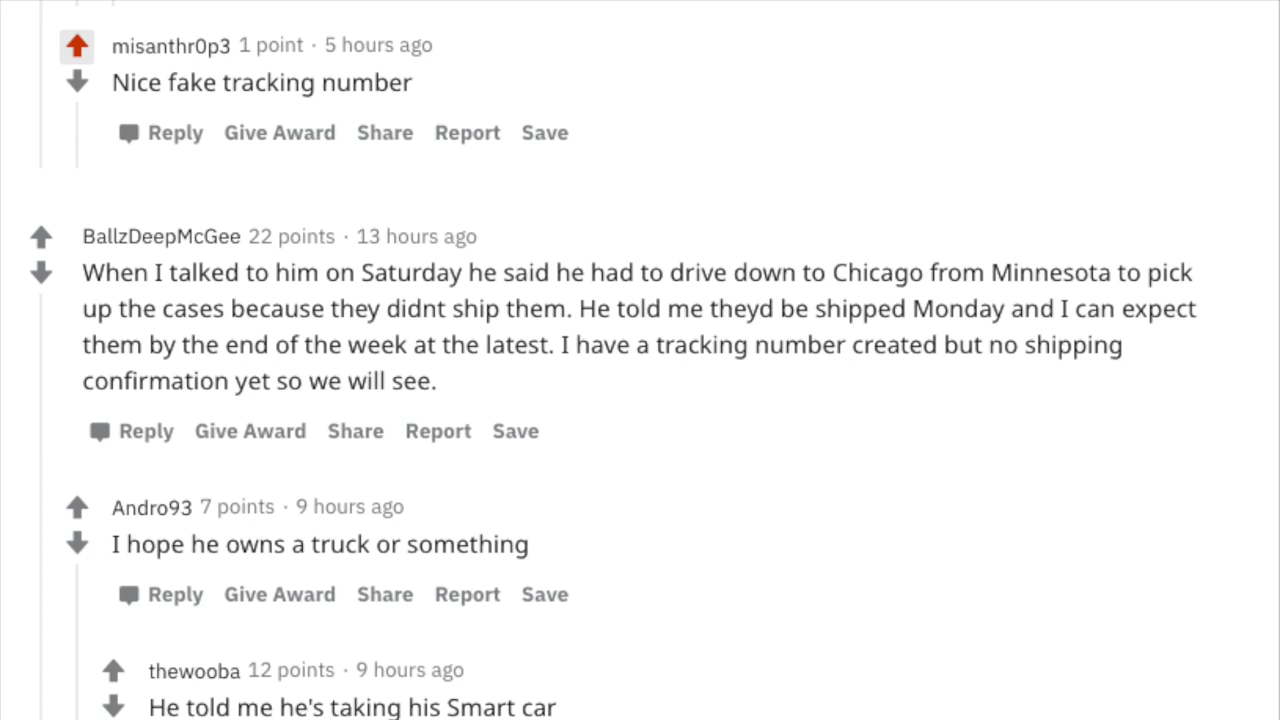 misanthr0p3 1 point · 5 hours ago
Nice fake tracking number
Reply Give Award Share Report Save
BallzDeepMcGee 22 points · 13 hours ago
When I talked to him on Saturday he said he had to drive down to Chicago from Minnesota to pick
up the cases because they didnt ship them. He told me theyd be shipped Monday and I can expect
them by the end of the week at the latest. I have a tracking number created but no shipping
confirmation yet so we will see.
Reply Give Award Share Report Save
Andro93 7 points · 9 hours ago
I hope he owns a truck or something
Reply Give Award Share Report Save
thewooba 12 points · 9 hours ago
He told me he's taking his Smart car